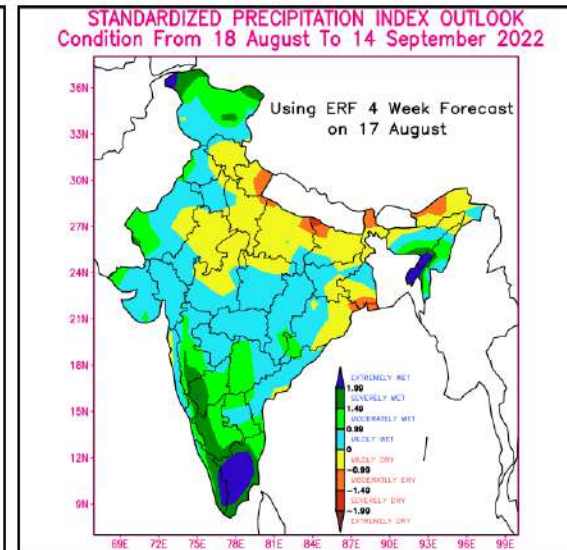 STANDARDIZED PRECIPITATION INDEX OUTLOOK
Condition From 18 August To 14 September 2022
Using ERF 4 Week Forecast
on 17 August
36N
33N
30N
27N
24N
21N
18N
15N
12N
9N
EXTREMELY WET
1.99
SEVERELY WET
1.49
MODERATELY WET
0.99
MILDLY WET
0
MILDLY DRY
-0.99
MODERATELY DRY
-1.49
SEVERELY DRY
-1.99
EXTREMELY DRY
69E 72E 75E 78E 81E 84E 87E 90E 93E 96E 99E